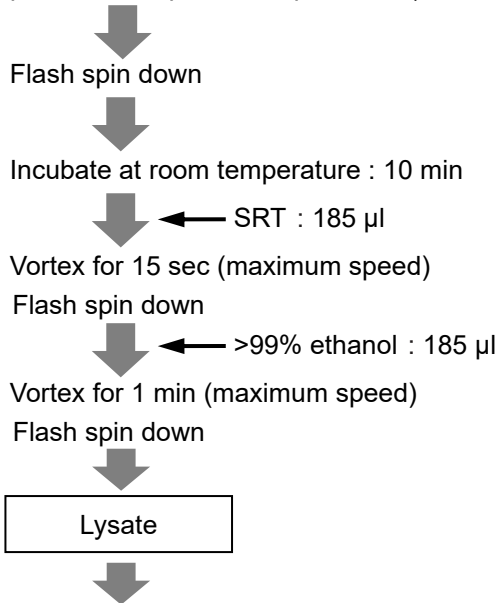 Flash spin down
Incubate at room temperature : 10 min
SRT : 185 µl
Vortex for 15 sec (maximum speed)
Flash spin down
>99% ethanol : 185 µl
Vortex for 1 min (maximum speed)
Flash spin down
Lysate